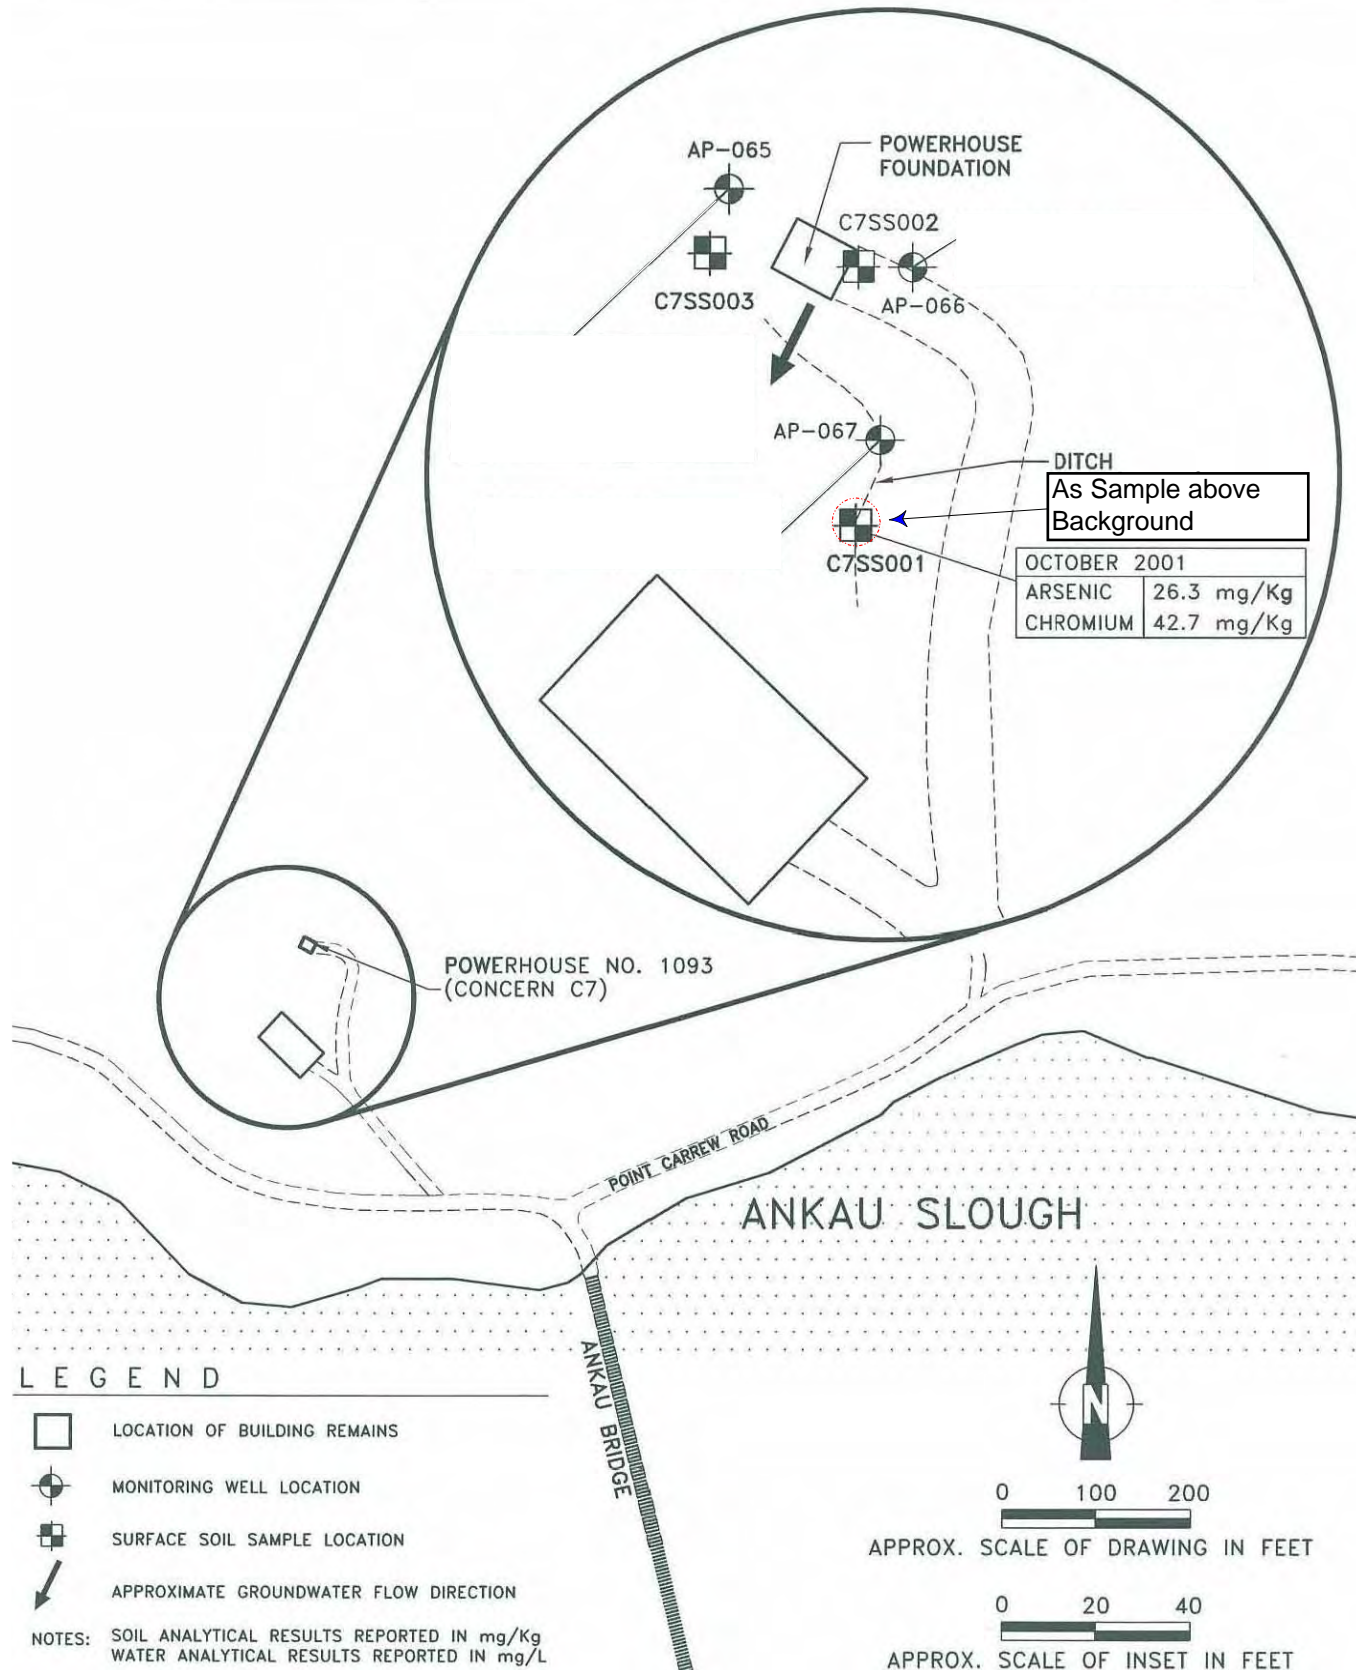 AP-065
POWERHOUSE
FOUNDATION
C7SS002
C7SS003
AP-066
AP-067
DITCH
As Sample above
Background
C7SS001
OCTOBER 2001
ARSENIC 26.3 mg/Kg
CHROMIUM 42.7 mg/Kg
POWERHOUSE NO. 1093
(CONCERN C7)
POINT CARREW ROAD
ANKAU SLOUGH
ANKAU BRIDGE
LEGEND
LOCATION OF BUILDING REMAINS
MONITORING WELL LOCATION
SURFACE SOIL SAMPLE LOCATION
APPROXIMATE GROUNDWATER FLOW DIRECTION
NOTES: SOIL ANALYTICAL RESULTS REPORTED IN mg/Kg
WATER ANALYTICAL RESULTS REPORTED IN mg/L
N
0 100 200
APPROX. SCALE OF DRAWING IN FEET
0 20 40
APPROX. SCALE OF INSET IN FEET